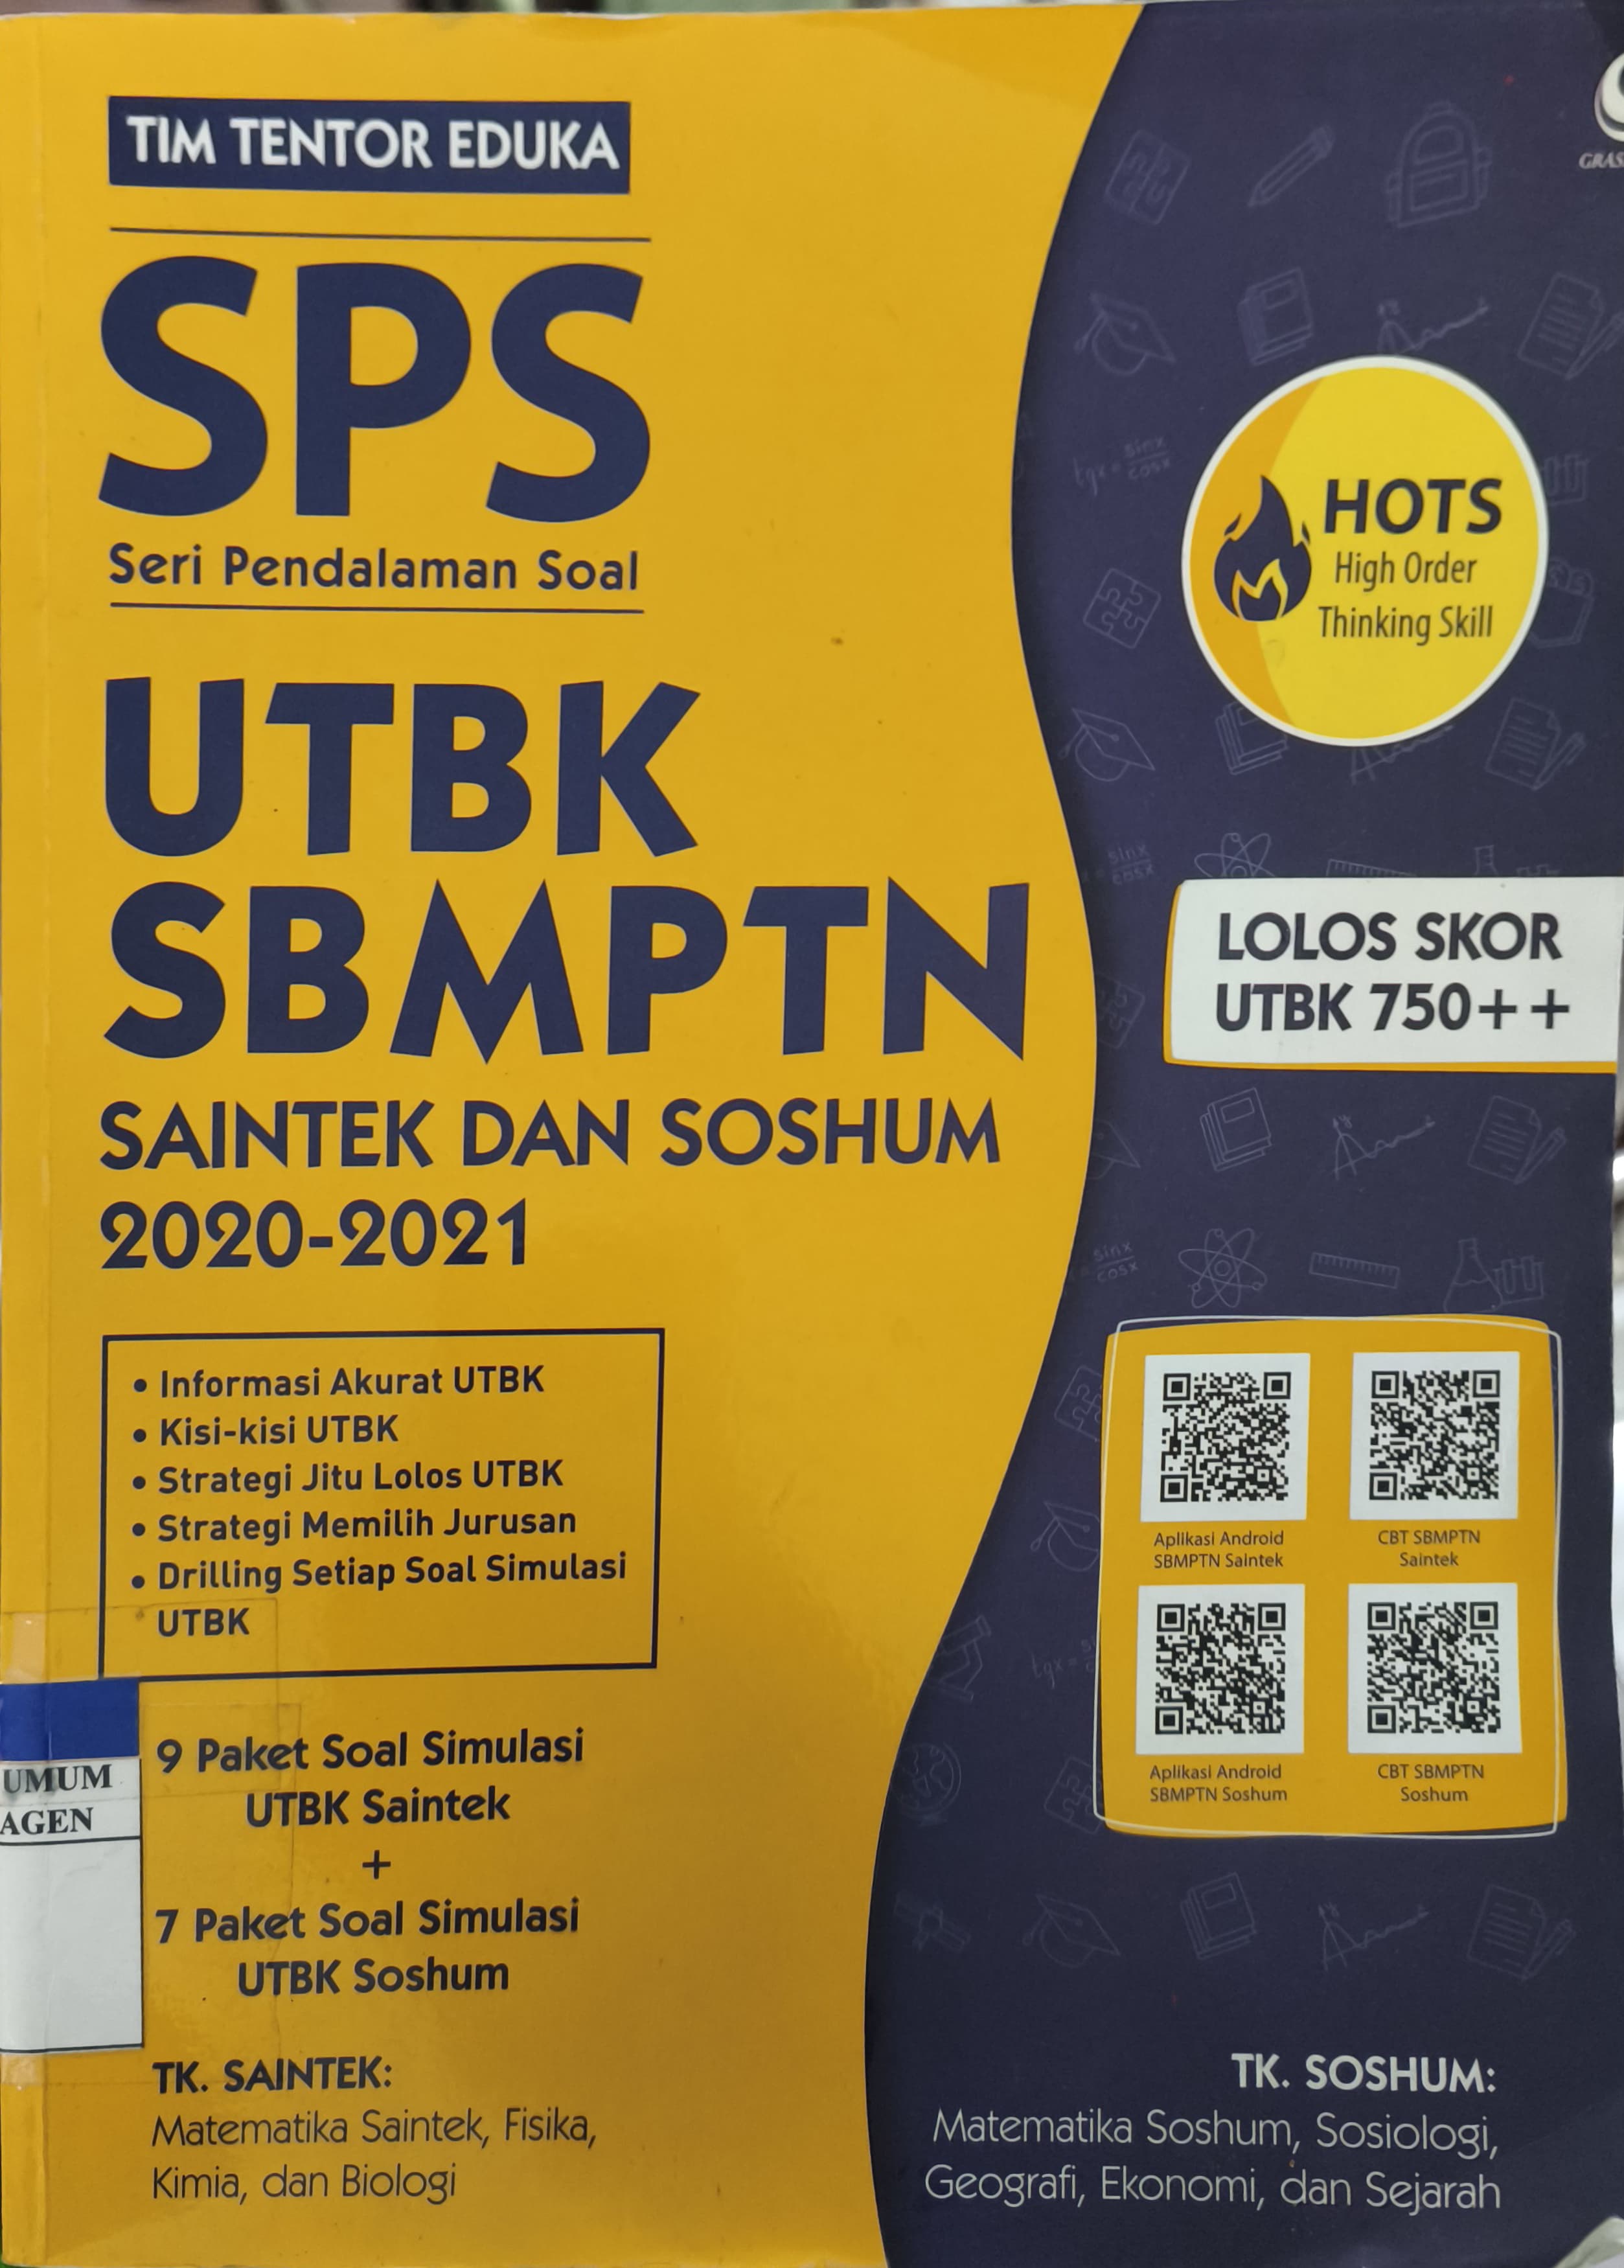 TIM TENTOR EDUKA
SPS
Seri Pendalaman Soal
UTBK
SBMPTN
SAINTEK DAN SOSHUM
2020-2021
• Informasi Akurat UTBK
• Kisi-kisi UTBK
• Strategi Jitu Lolos UTBK
• Strategi Memilih Jurusan
• Drilling Setiap Soal Simulasi
UTBK
9 Paket Soal Simulasi
UTBK Saintek
+
7 Paket Soal Simulasi
UTBK Soshum
TK. SAINTEK:
Matematika Saintek, Fisika,
Kimia, dan Biologi
UMUM
AGEN
GRAS
HOTS
High Order
Thinking Skill
LOLOS SKOR
UTBK 750++
Aplikasi Android
SBMPTN Saintek
CBT SBMPTN
Saintek
Aplikasi Android
SBMPTN Soshum
CBT SBMPTN
Soshum
TK. SOSHUM:
Matematika Soshum, Sosiologi,
Geografi, Ekonomi, dan Sejarah